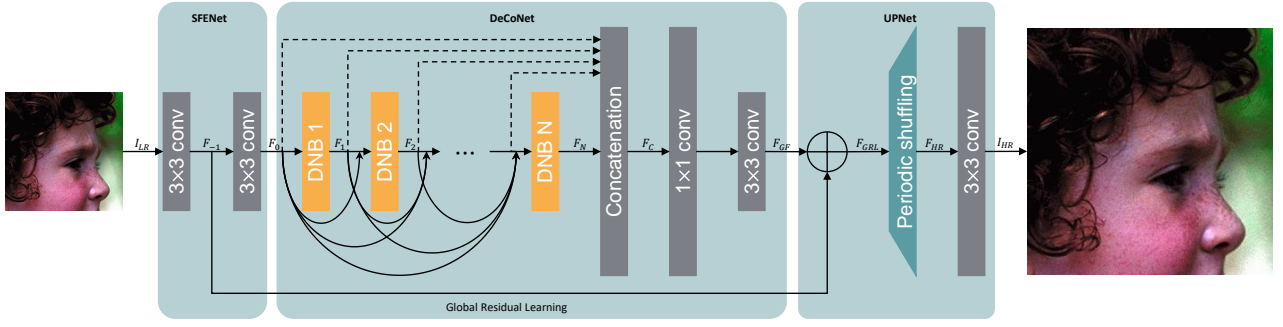 SFENet
DeCoNet
UPNet
I_LR
3×3 conv
F_−1
3×3 conv
F_0
DNB 1
F_1
DNB 2
F_2
...
DNB N
F_N
Concatenation
F_C
1×1 conv
3×3 conv
F_GF
F_GRL
Periodic shuffling
F_HR
3×3 conv
I_HR
Global Residual Learning